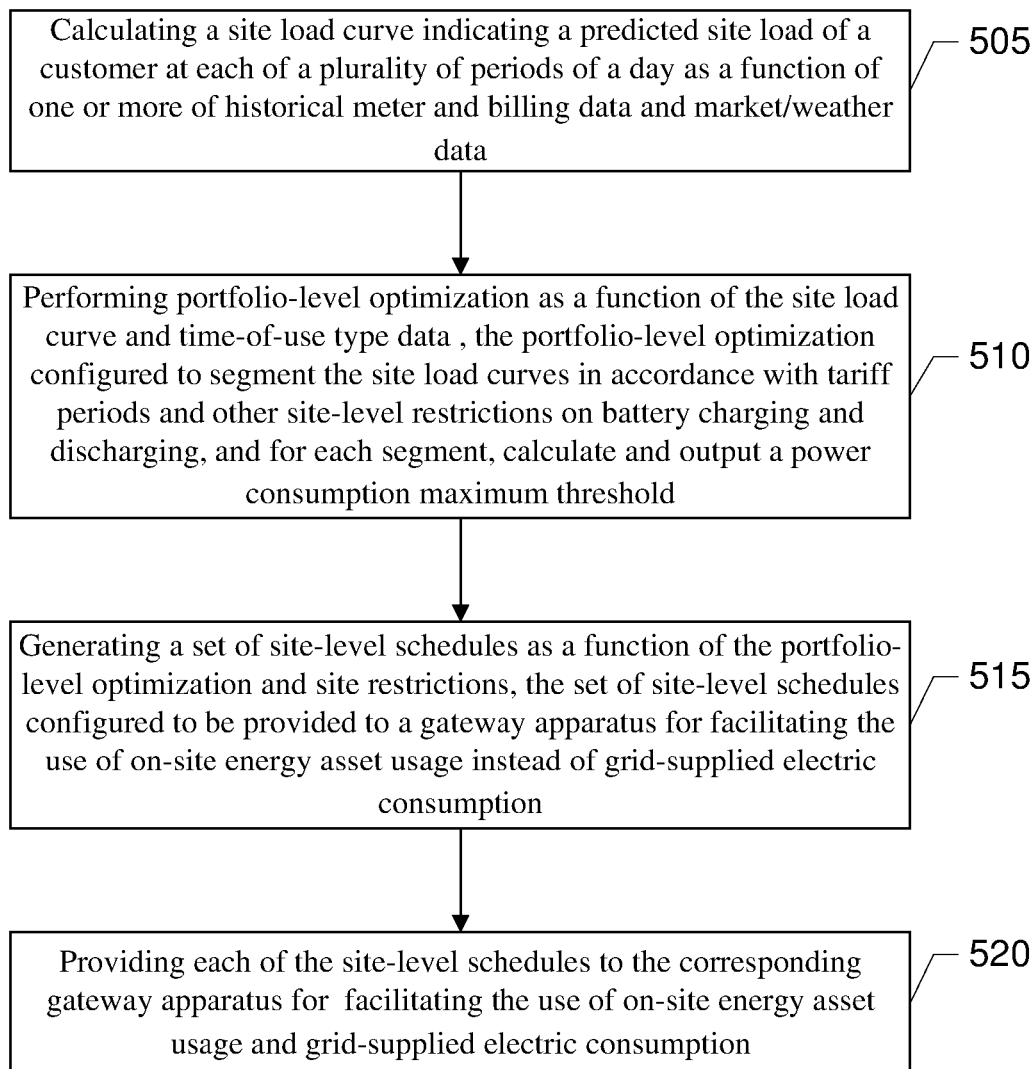 Calculating a site load curve indicating a predicted site load of a
customer at each of a plurality of periods of a day as a function of
one or more of historical meter and billing data and market/weather
data
505
Performing portfolio-level optimization as a function of the site load
curve and time-of-use type data , the portfolio-level optimization
configured to segment the site load curves in accordance with tariff
periods and other site-level restrictions on battery charging and
discharging, and for each segment, calculate and output a power
consumption maximum threshold
510
Generating a set of site-level schedules as a function of the portfolio-
level optimization and site restrictions, the set of site-level schedules
configured to be provided to a gateway apparatus for facilitating the
use of on-site energy asset usage instead of grid-supplied electric
consumption
515
Providing each of the site-level schedules to the corresponding
gateway apparatus for  facilitating the use of on-site energy asset
usage and grid-supplied electric consumption
520